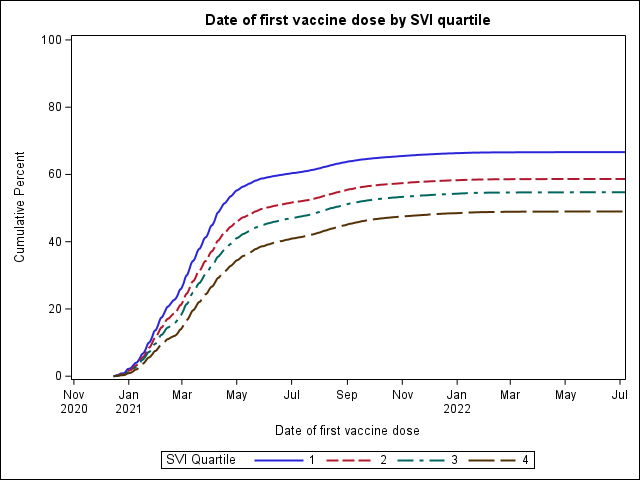 Date of first vaccine dose by SVI quartile
100
80
60
40
20
0
Cumulative Percent
Nov Jan Mar May Jul Sep Nov Jan Mar May Jul
2020 2021 2022
Date of first vaccine dose
SVI Quartile 1 2 3 4